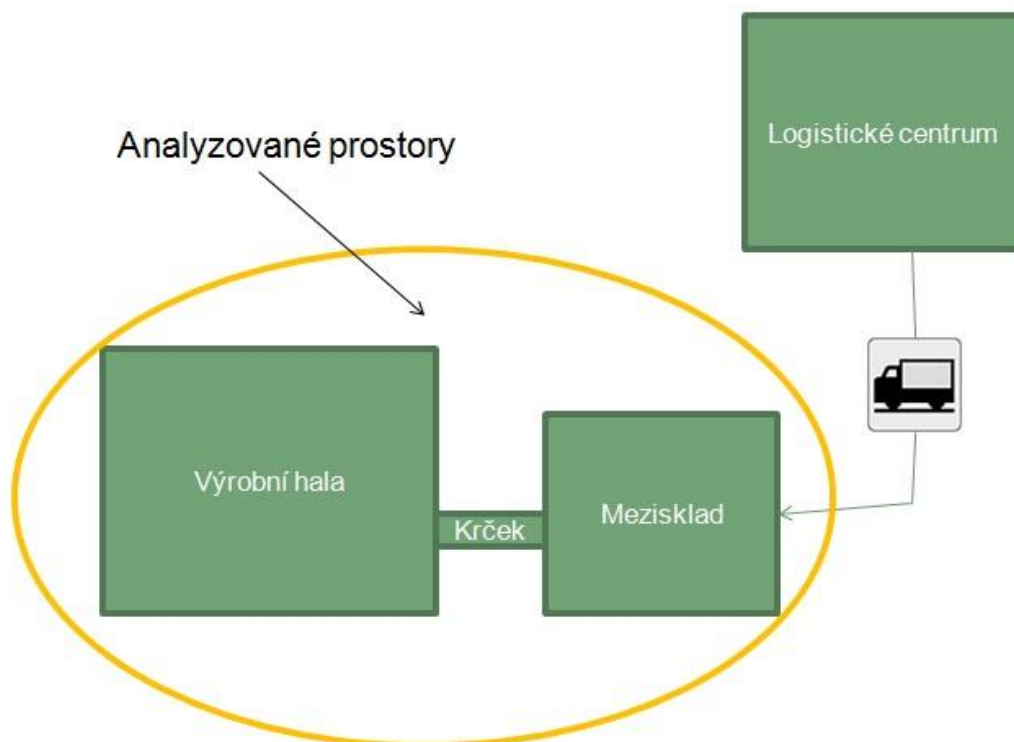 Logistické centrum
Analyzované prostory
Výrobní hala
Krček
Mezisklad